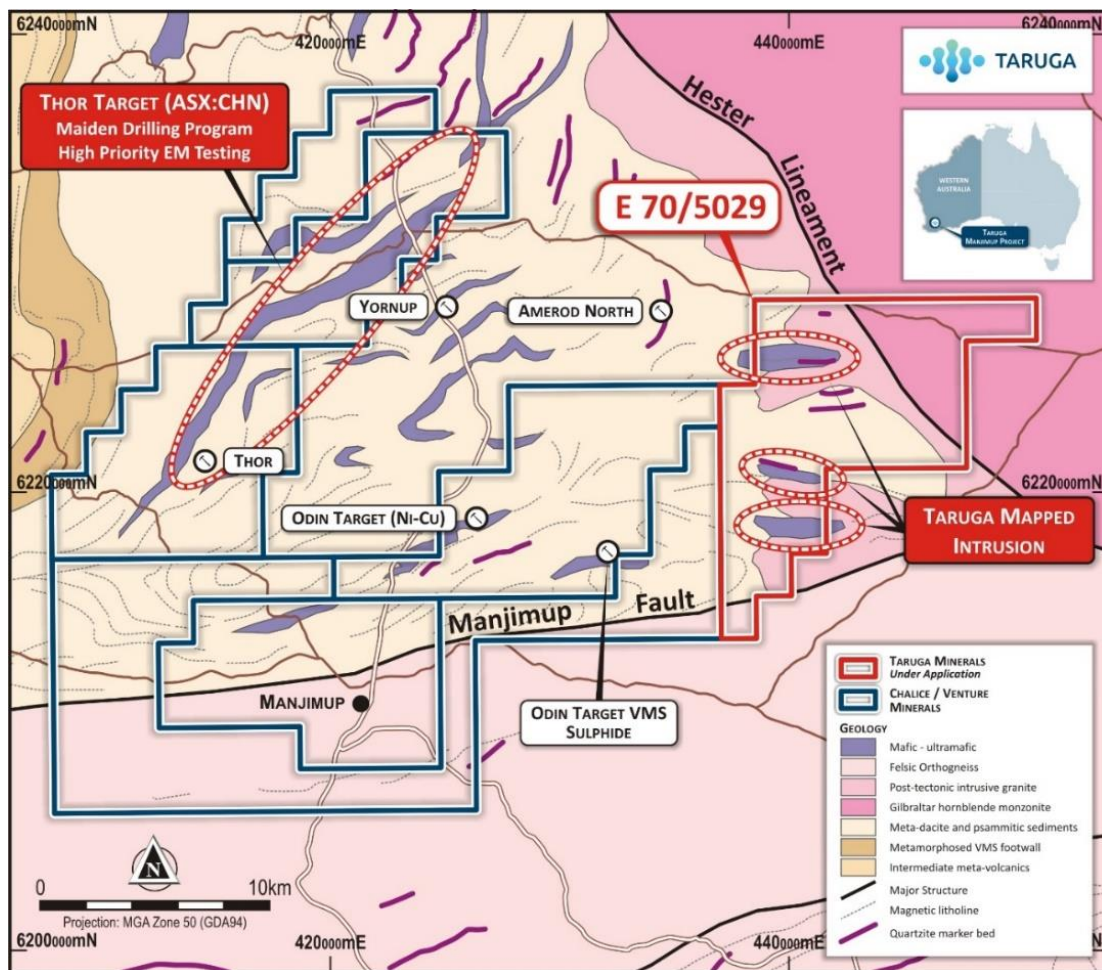 6240000mN
420000mE
440000mE
6240000mN
TARUGA
WESTERN
AUSTRALIA
TARUGA
MANJIMUP PROJECT
THOR TARGET (ASX:CHN)
MAIDEN DRILLING PROGRAM
HIGH PRIORITY EM TESTING
Hester
Lineament
E 70/5029
YORNUP
AMEROD NORTH
THOR
6220000mN
6220000mN
ODIN TARGET (NI-CU)
TARUGA MAPPED
INTRUSION
Manjimup Fault
MANJIMUP
ODIN TARGET VMS
SULPHIDE
TARUGA MINERALS
Under Application
CHALICE / VENTURE
MINERALS
GEOLOGY
Mafic - ultramafic
Felsic Orthogneiss
Post-tectonic intrusive granite
Gilbraltar hornblende monzonite
Meta-dacite and psammitic sediments
Metamorphosed VMS footwall
Intermediate meta-volcanics
Major Structure
Magnetic litholine
Quartzite marker bed
N
0 10km
Projection: MGA Zone 50 (GDA94)
6200000mN
420000mE
440000mE
6200000mN